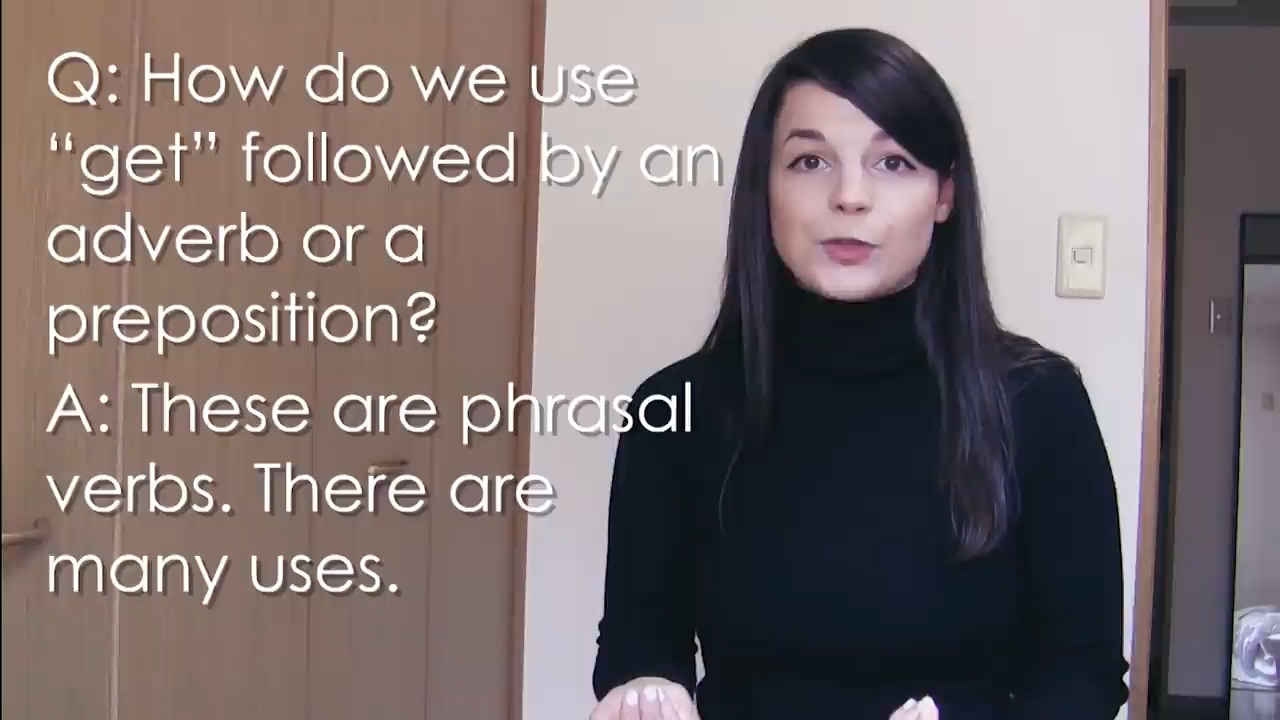 Q: How do we use
“get” followed by an
adverb or a
preposition?
A: These are phrasal
verbs. There are
many uses.